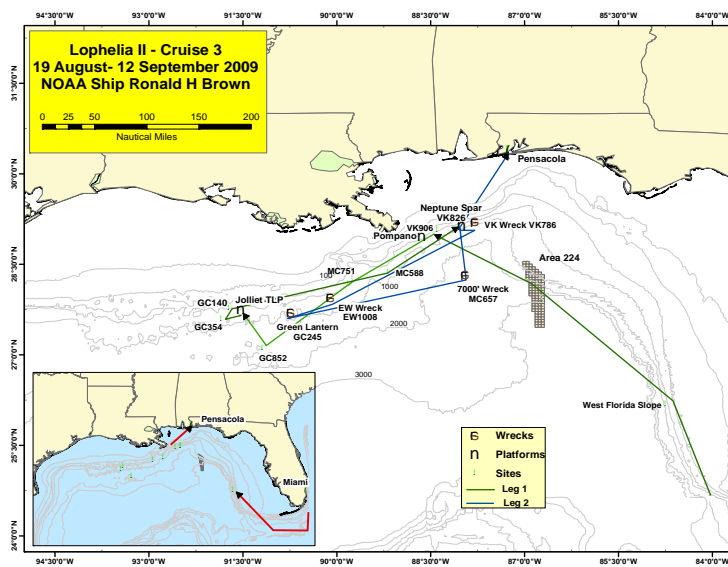 Lophelia II - Cruise 3
19 August- 12 September 2009
NOAA Ship Ronald H Brown
0 25 50 100 150 200
Nautical Miles
31°30'0"N
30°0'0"N
28°30'0"N
27°0'0"N
25°30'0"N
24°0'0"N
Pensacola
Neptune Spar
VK826
VK906
VK Wreck VK786
Pompano
n
n
Area 224
MC751
100
MC588
1000
7000' Wreck
MC657
GC140
Jolliet TLP
n
GC354
EW Wreck
EW1008
Green Lantern
GC245
2000
GC852
3000
West Florida Slope
Pensacola
Miami
Wrecks
n Platforms
Sites
Leg 1
Leg 2
94°30'0"W 93°0'0"W 91°30'0"W 90°0'0"W 88°30'0"W 87°0'0"W 85°30'0"W 84°0'0"W